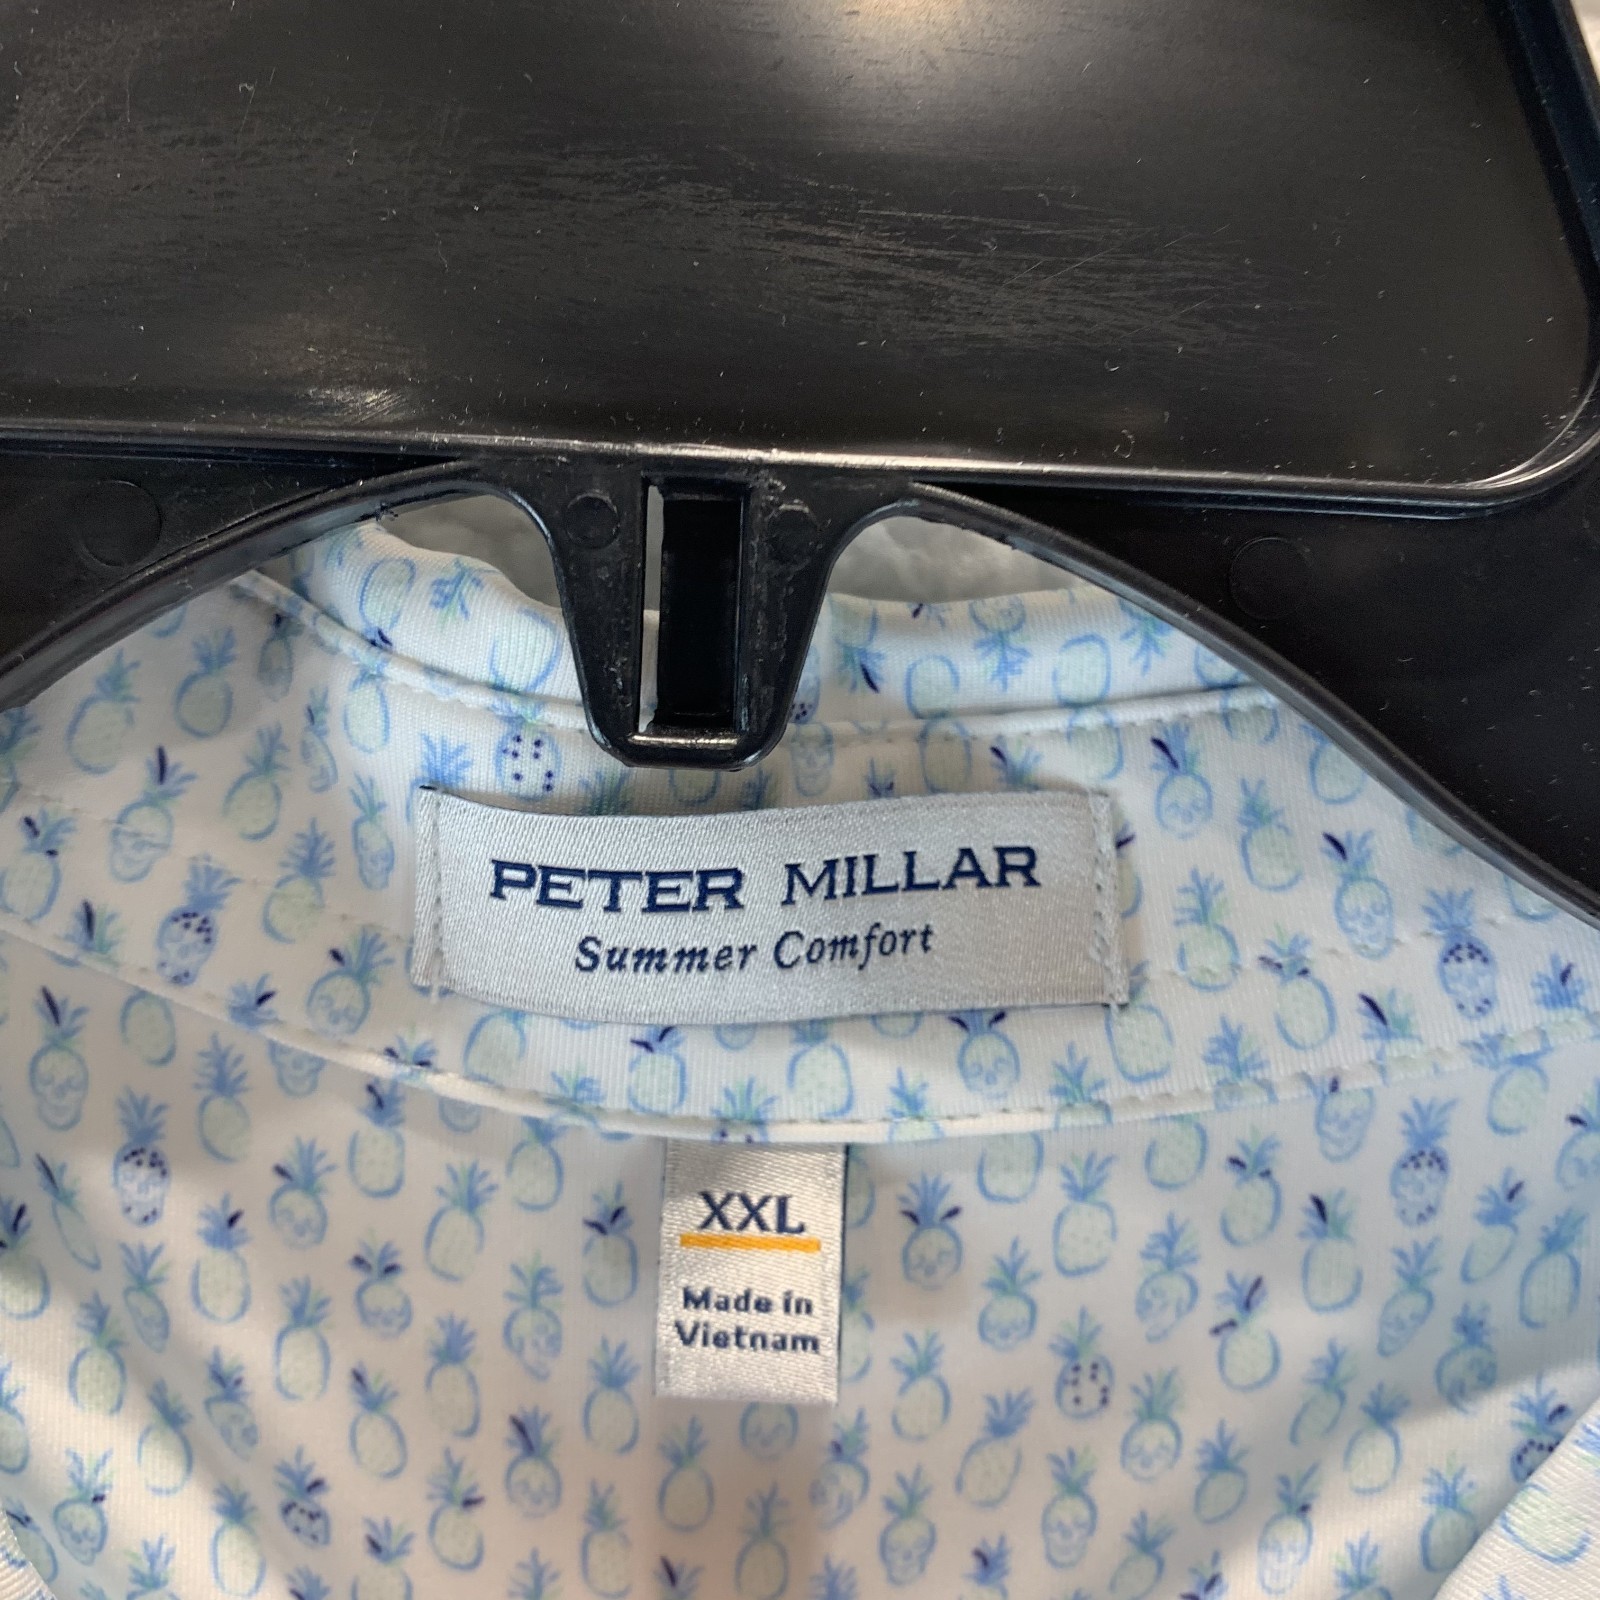 PETER MILLAR
Summer Comfort
XXL
Made in
Vietnam